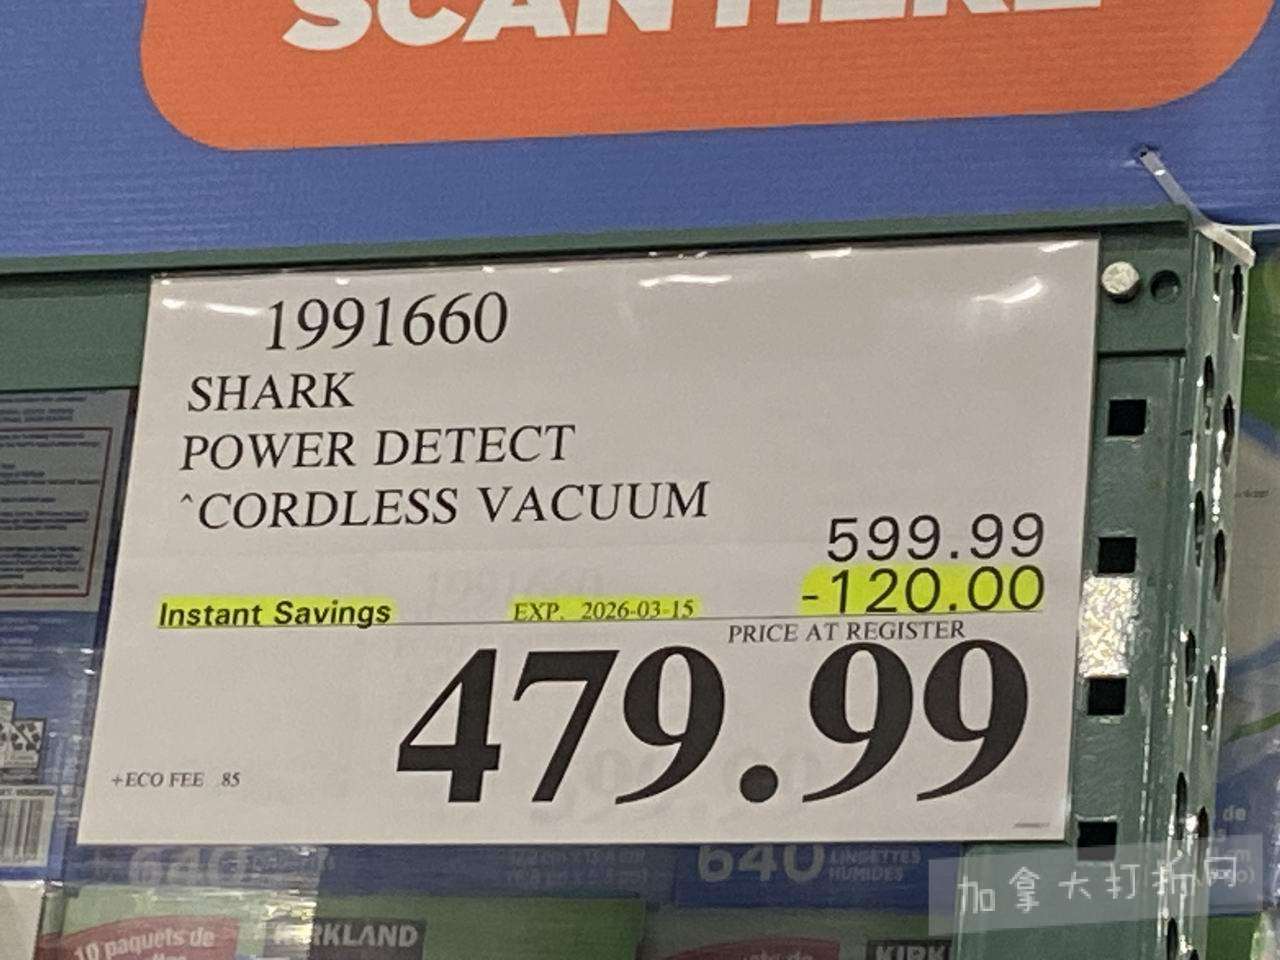 SCAN HERE
1991660
SHARK
POWER DETECT
^CORDLESS VACUUM
599.99
-120.00
Instant Savings EXP. 2026-03-15
PRICE AT REGISTER
479.99
+ECO FEE 85
640
640 LINGETTES
HUMIDES
de
10 paquets de
KIRKLAND
KIRK
加拿大打折网